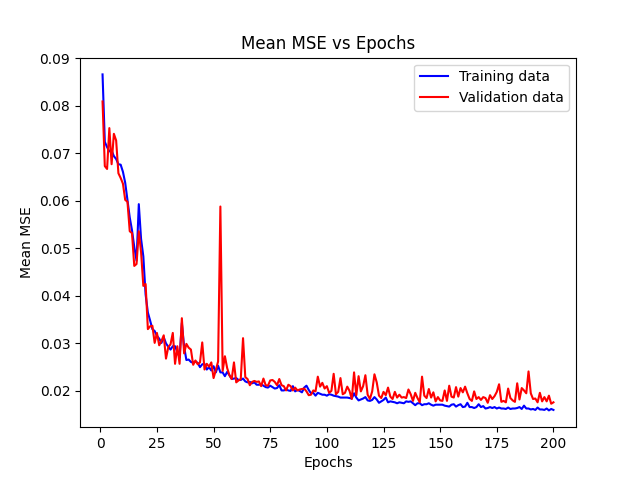 Mean MSE vs Epochs
Training data
Validation data
Mean MSE
0.09
0.08
0.07
0.06
0.05
0.04
0.03
0.02
0 25 50 75 100 125 150 175 200
Epochs